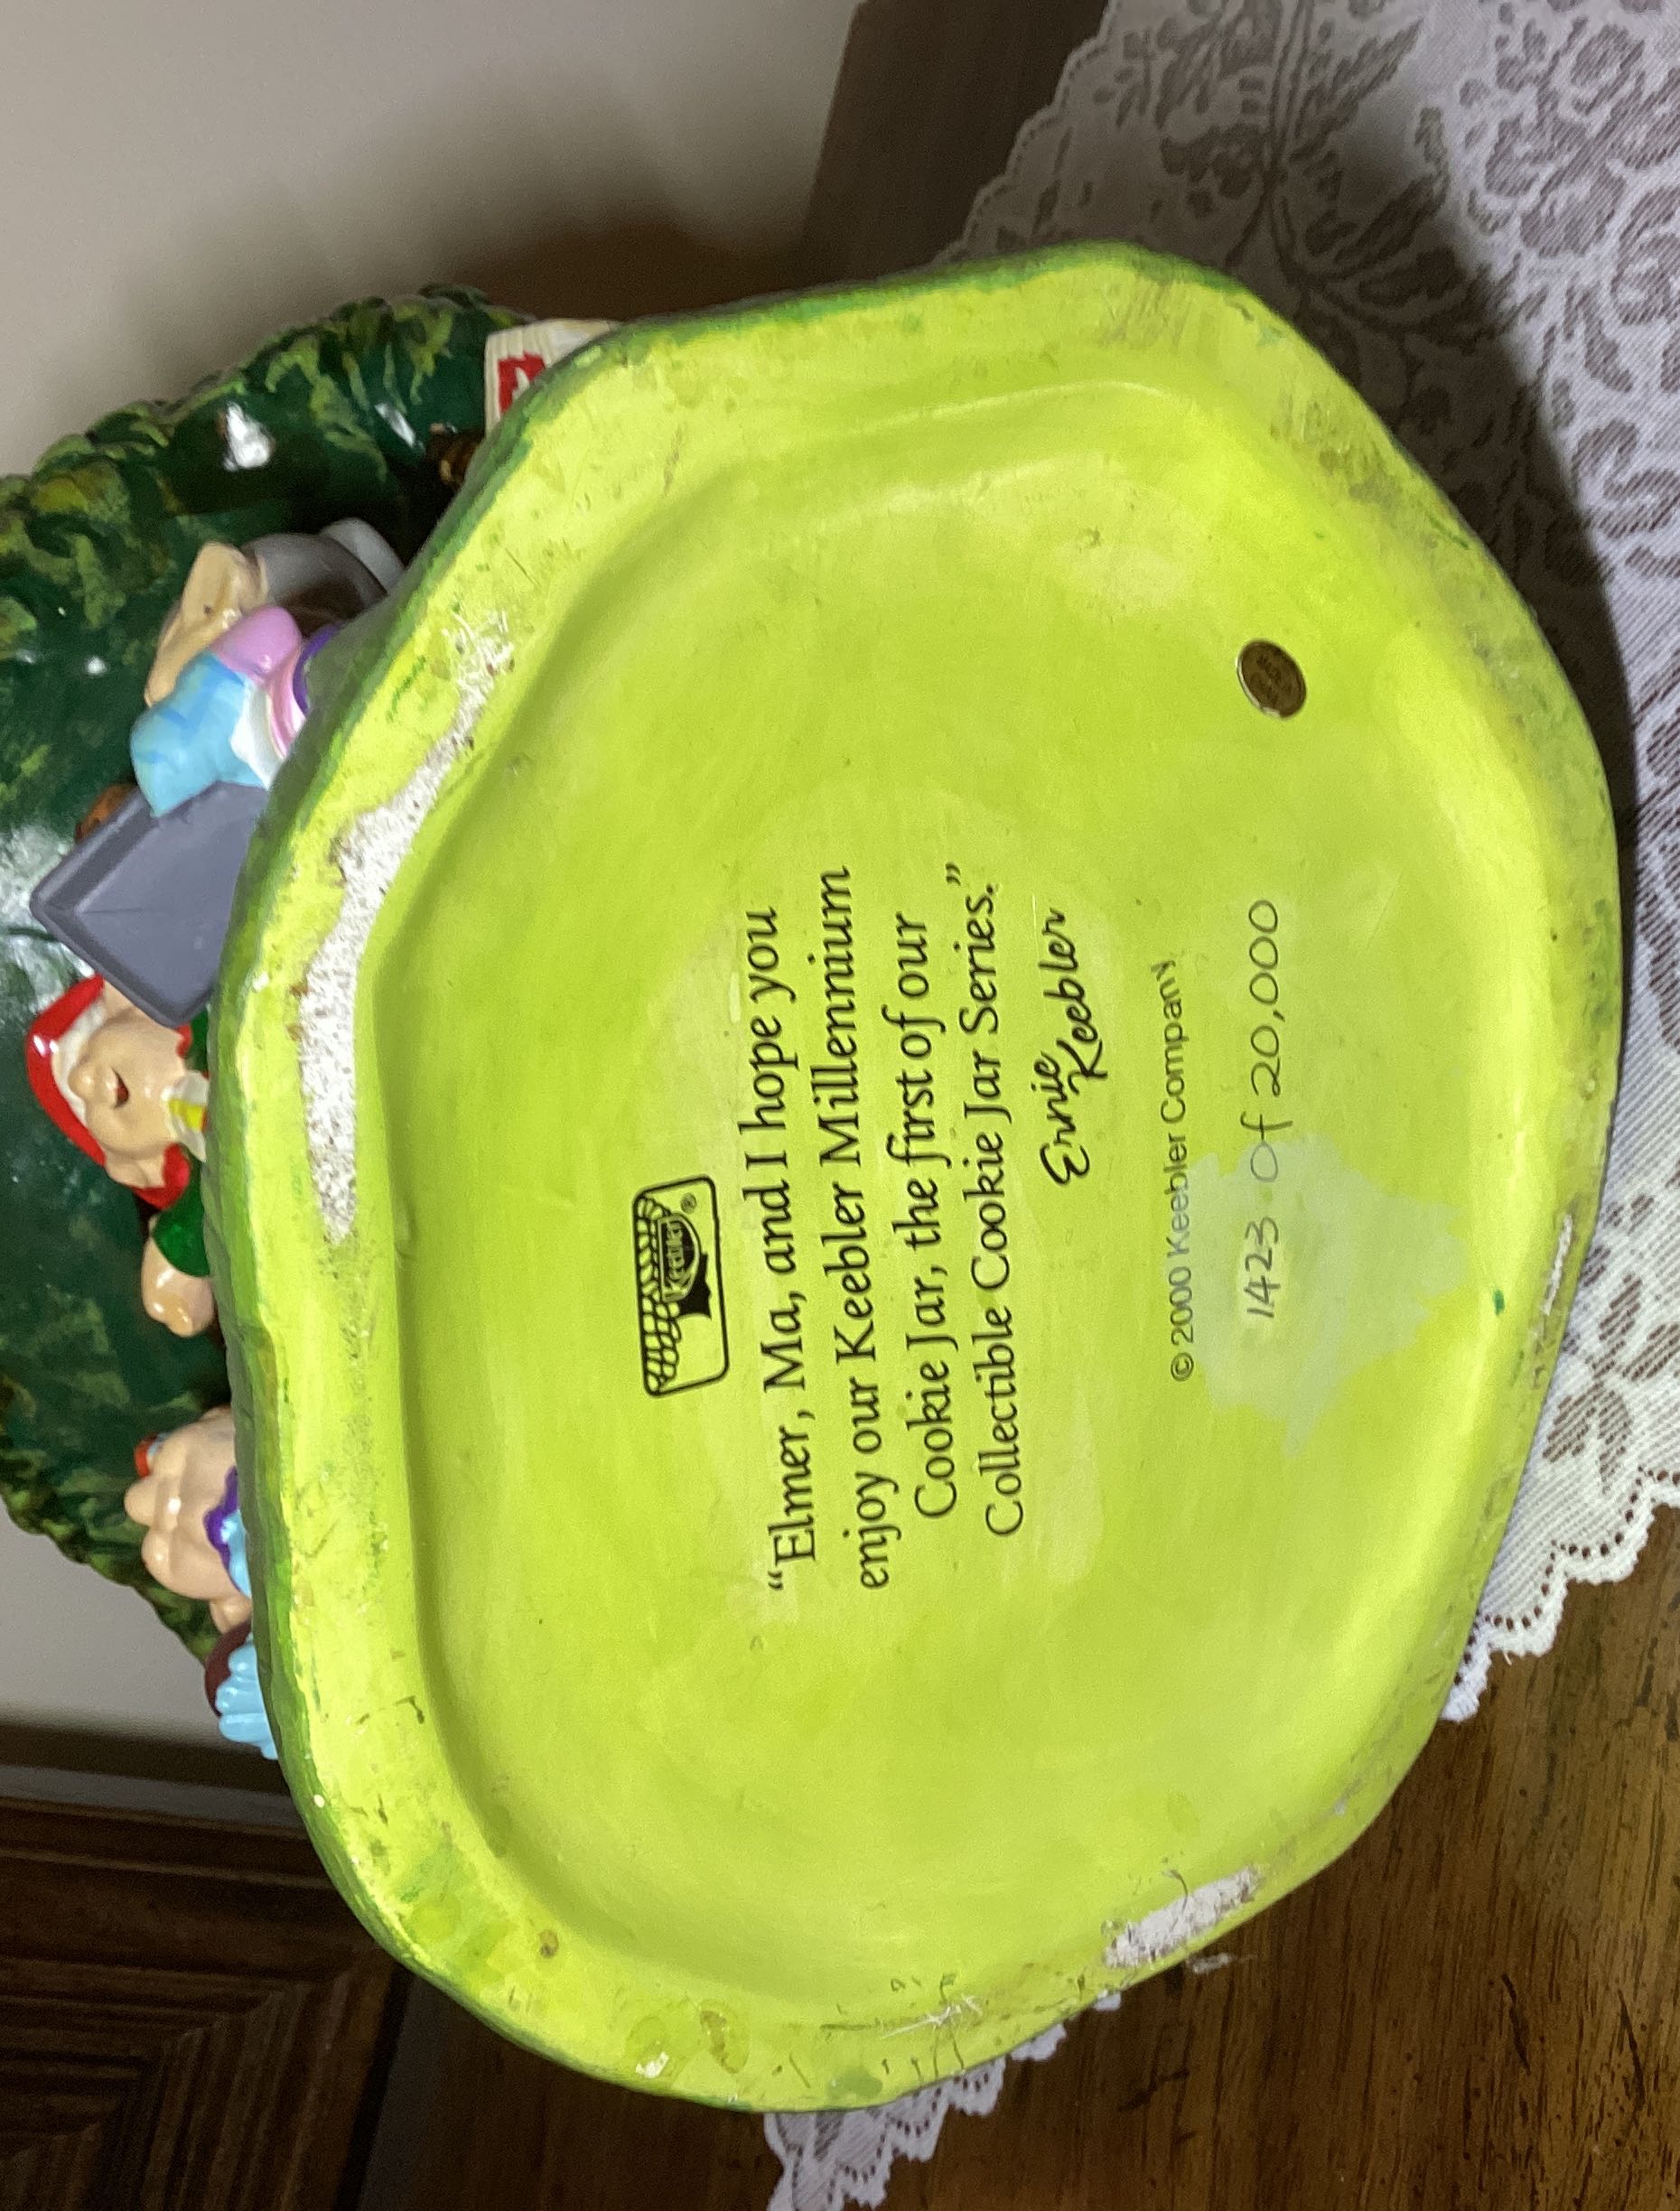 Keebler®
“Elmer, Ma, and I hope you
enjoy our Keebler Millennium
Cookie Jar, the first of our
Collectible Cookie Jar Series.”
Ernie
Keebler
© 2000 Keebler Company
1423 of 20,000